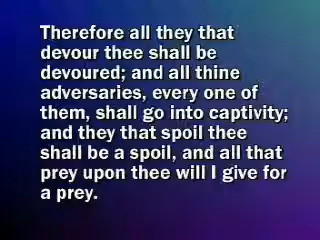 Therefore all they that
devour thee shall be
devoured; and all thine
adversaries, every one of
them, shall go into captivity;
and they that spoil thee
shall be a spoil, and all that
prey upon thee will I give for
a prey.